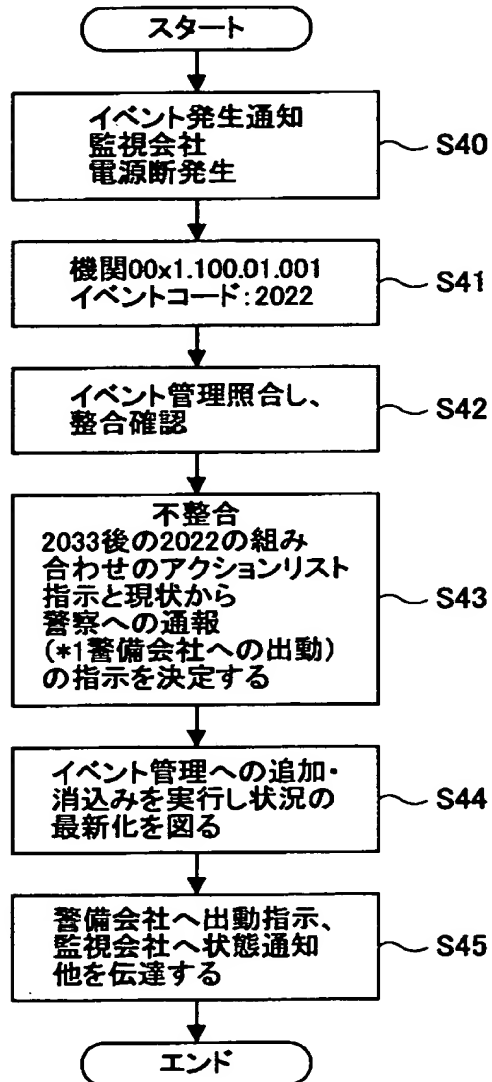 スタート
イベント発生通知
監視会社
電源断発生
S40
機関00x1.100.01.001
イベントコード:2022
S41
イベント管理照合し、
整合確認
S42
不整合
2033後の2022の組み
合わせのアクションリスト
指示と現状から
警察への通報
(*1警備会社への出動)
の指示を決定する
S43
イベント管理への追加・
消込みを実行し状況の
最新化を図る
S44
警備会社へ出動指示、
監視会社へ状態通知
他を伝達する
S45
エンド